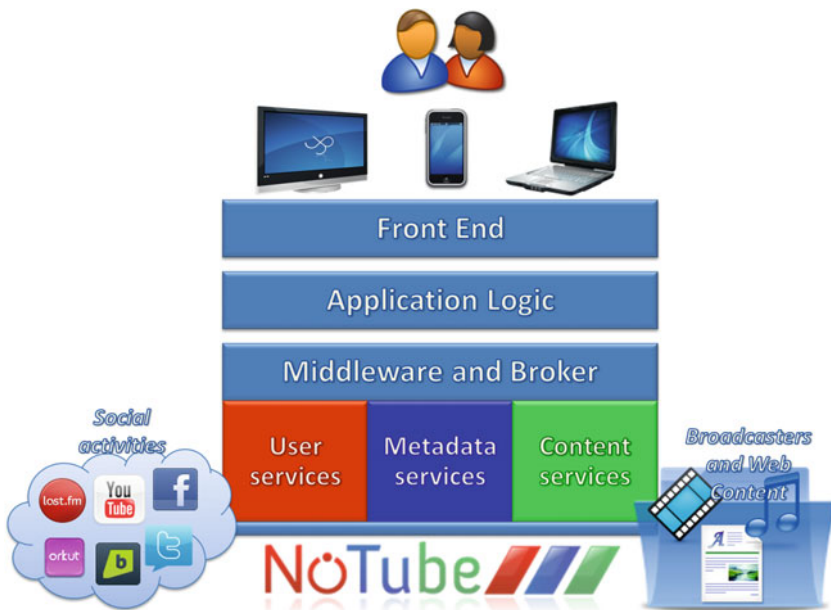 Front End
Application Logic
Middleware and Broker
Social
activities
User
services
Metadata
services
Content
services
Broadcasters
and Web
Content
lost.fm
You
Tube
f
orkut
b
t
A
NoTube